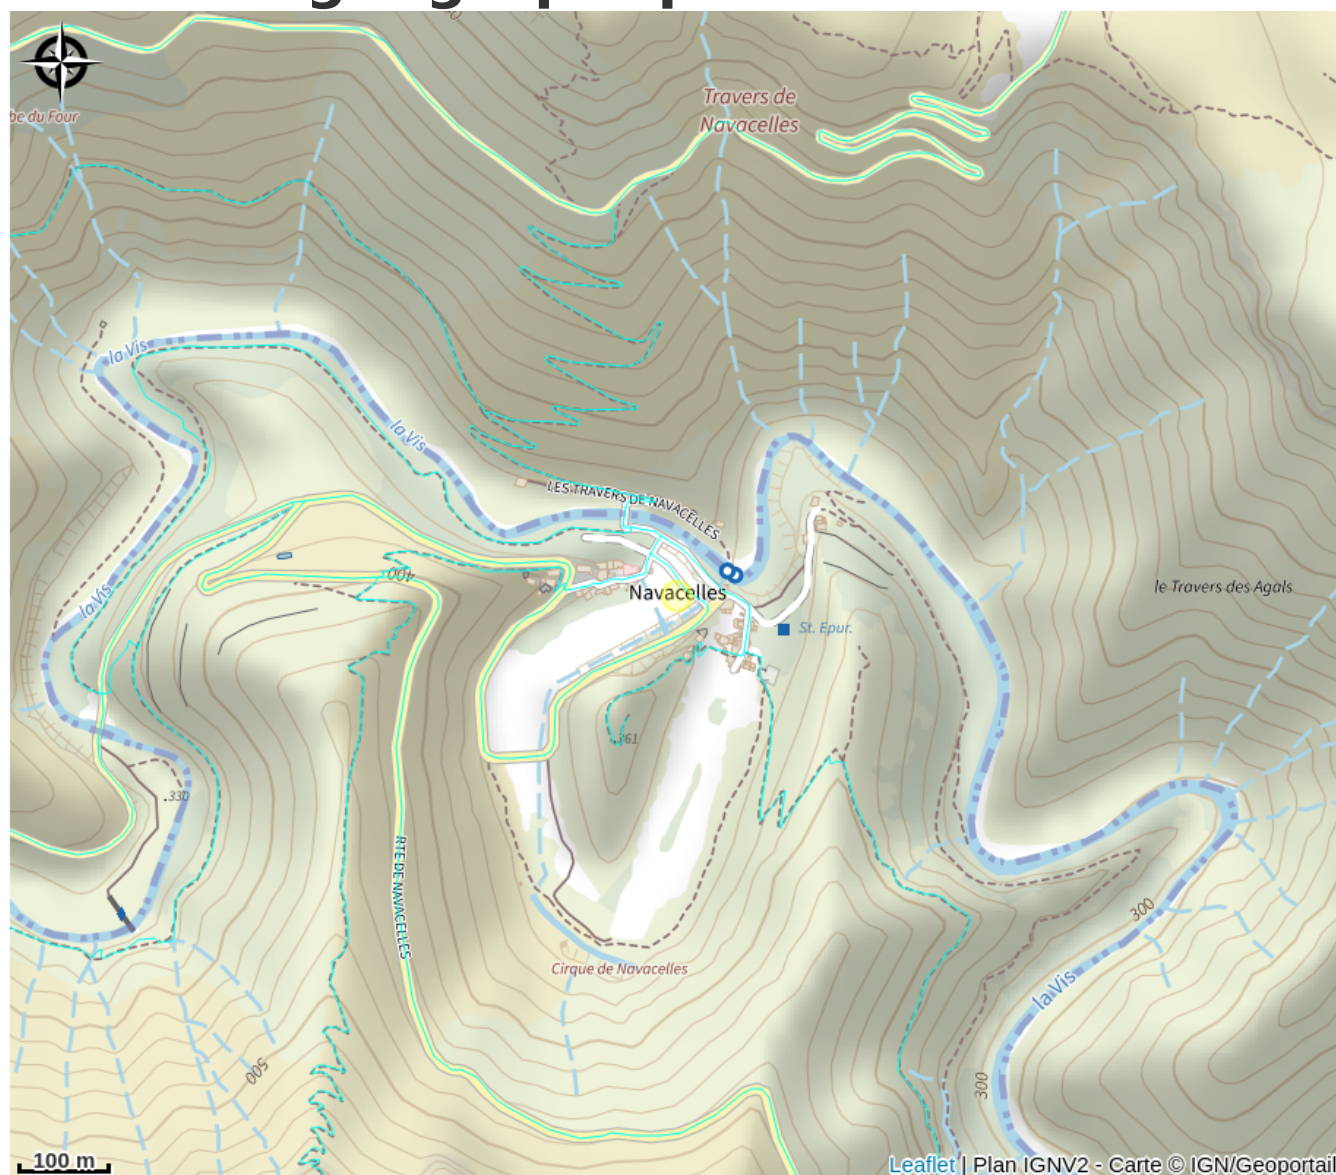 Travers de
Navacelles
be du Four
la Vis
la Vis
LES TRAVERS DE NAVACELLES
400
la Vis
Navacelles
le Travers des Agals
St. Epur.
361
.330
RTE DE NAVACELLES
300
Cirque de Navacelles
la Vis
500
300
100 m
Leaflet | Plan IGNV2 - Carte © IGN/Geoportail